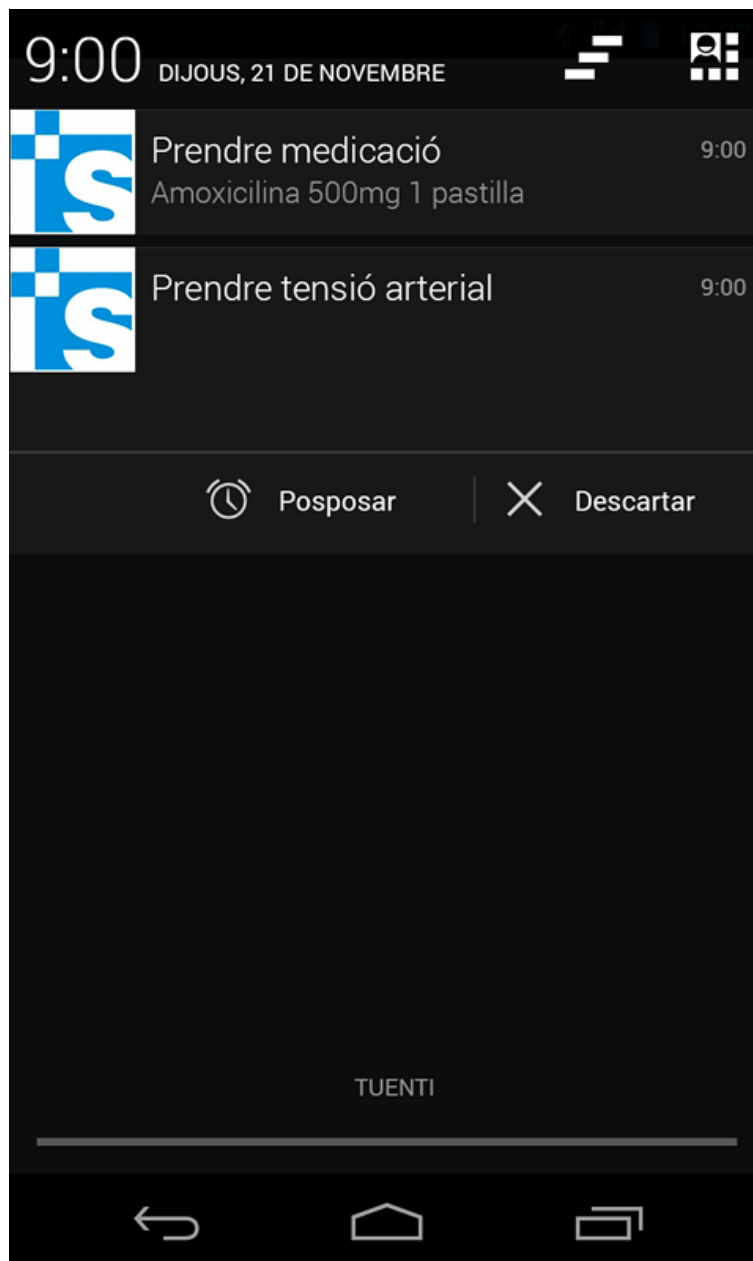 9:00 DIJOUS, 21 DE NOVEMBRE
Prendre medicació 9:00
Amoxicilina 500mg 1 pastilla
Prendre tensió arterial 9:00
Posposar Descartar
TUENTI